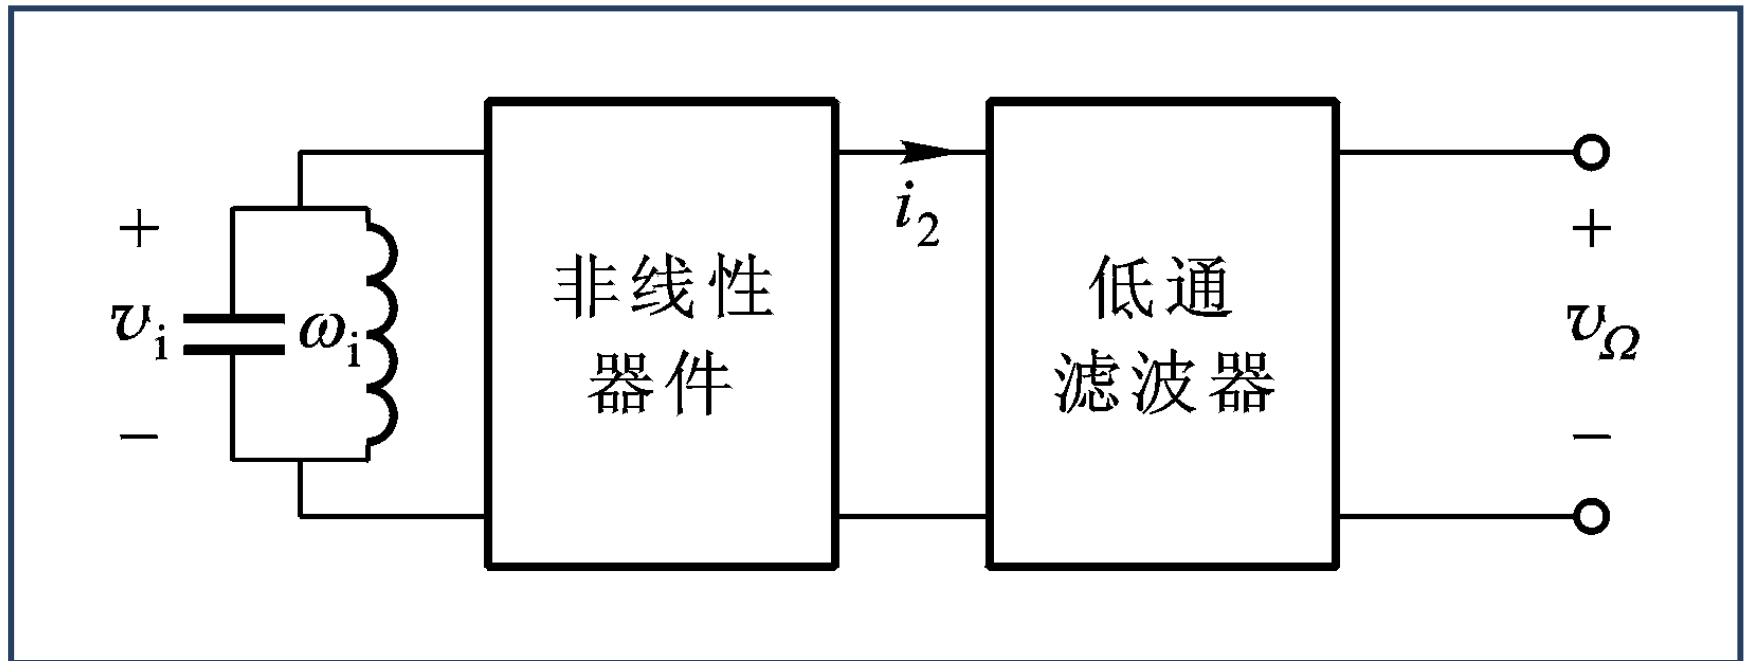 +
v_i
−
ω_i
非线性
器件
i_2
低通
滤波器
+
v_Ω
−